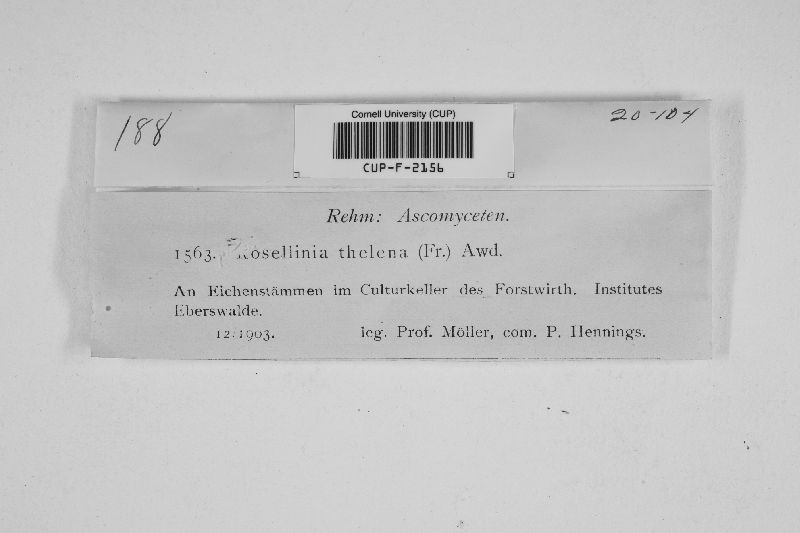 188
Cornell University (CUP)
20-104
CUP-F-2156
Rehm: Ascomyceten.
1563. Rosellinia thelena (Fr.) Awd.
An Eichenstämmen im Culturkeller des Forstwirth. Institutes
Eberswalde.
12/1903. leg. Prof. Möller, com. P. Hennings.